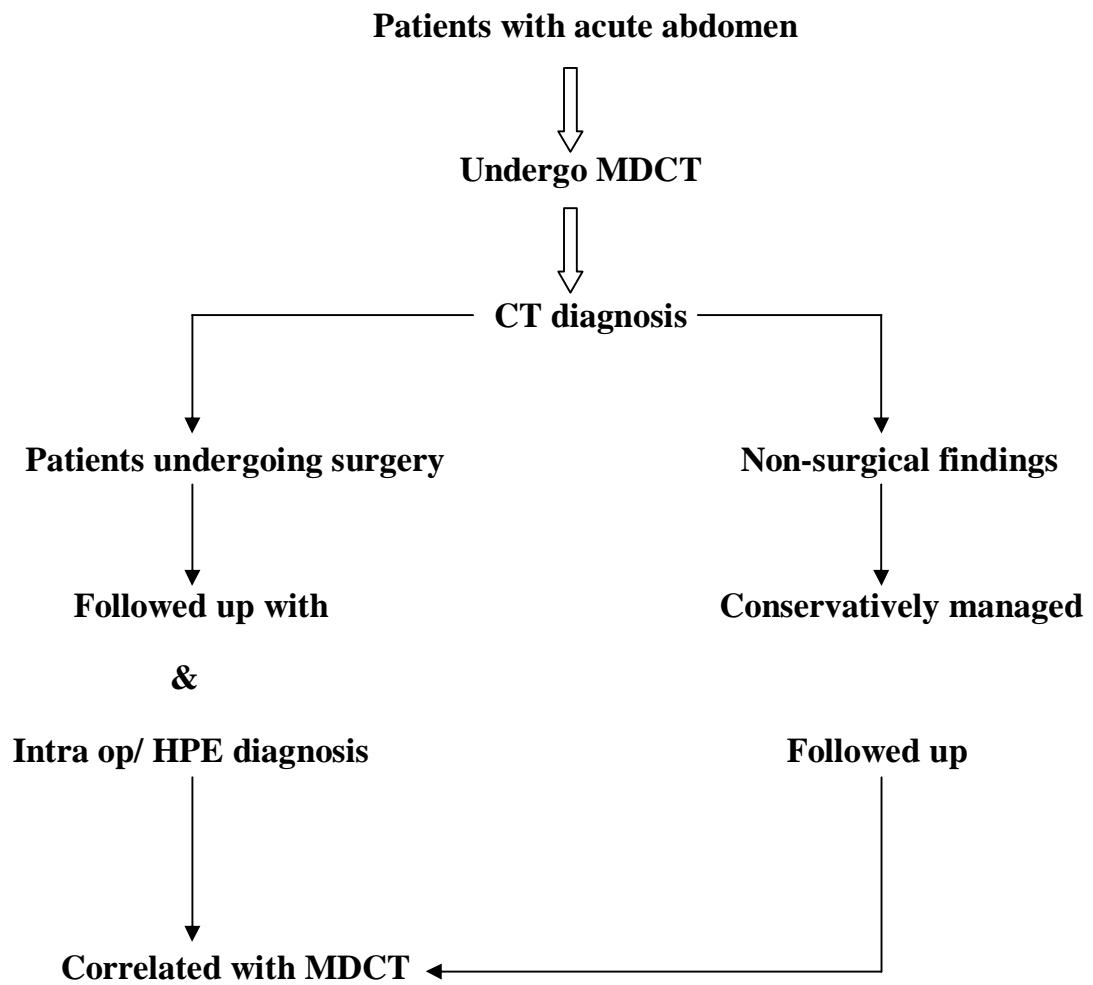 Patients with acute abdomen
Undergo MDCT
CT diagnosis
Patients undergoing surgery
Non-surgical findings
Followed up with
Conservatively managed
&
Intra op/ HPE diagnosis
Followed up
Correlated with MDCT